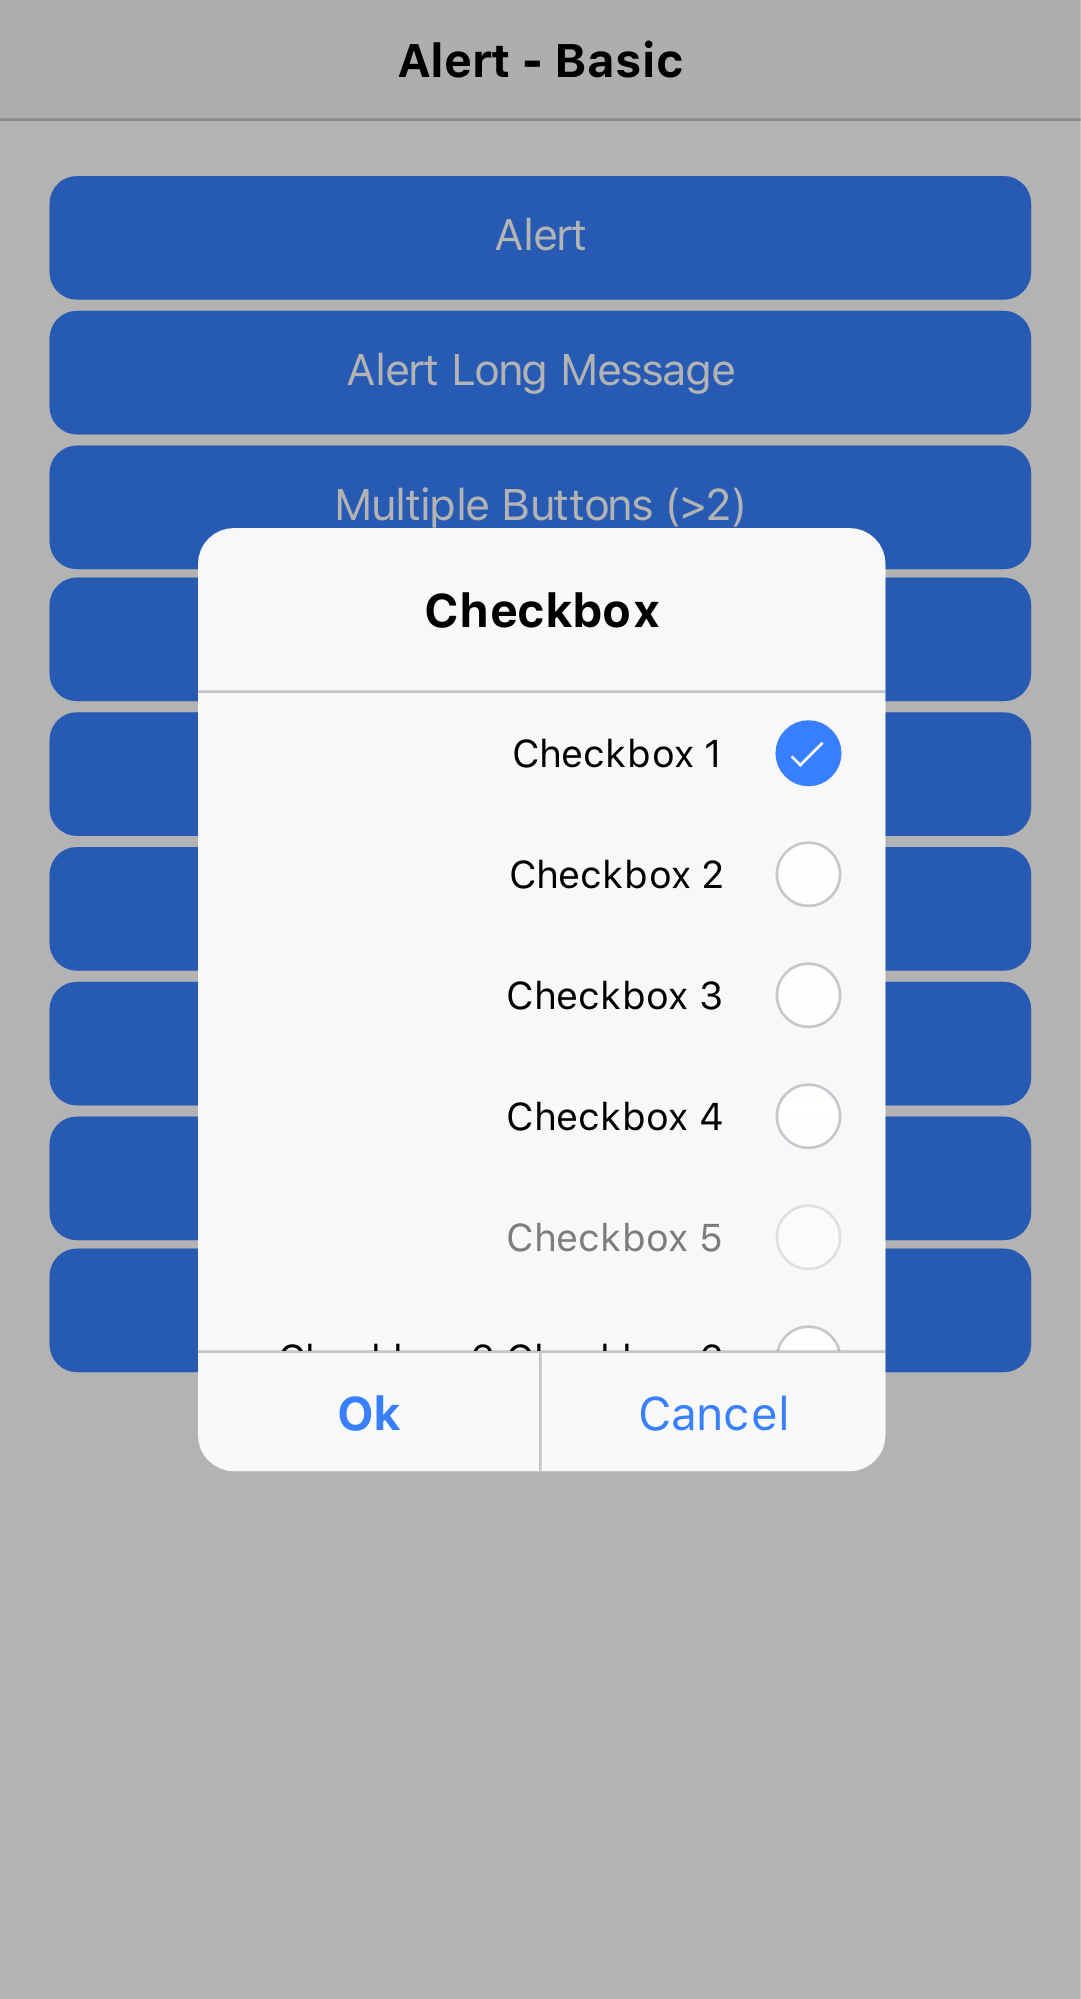 Alert - Basic
Alert
Alert Long Message
Multiple Buttons (>2)
Checkbox
Checkbox 1
Checkbox 2
Checkbox 3
Checkbox 4
Checkbox 5
Ok
Cancel